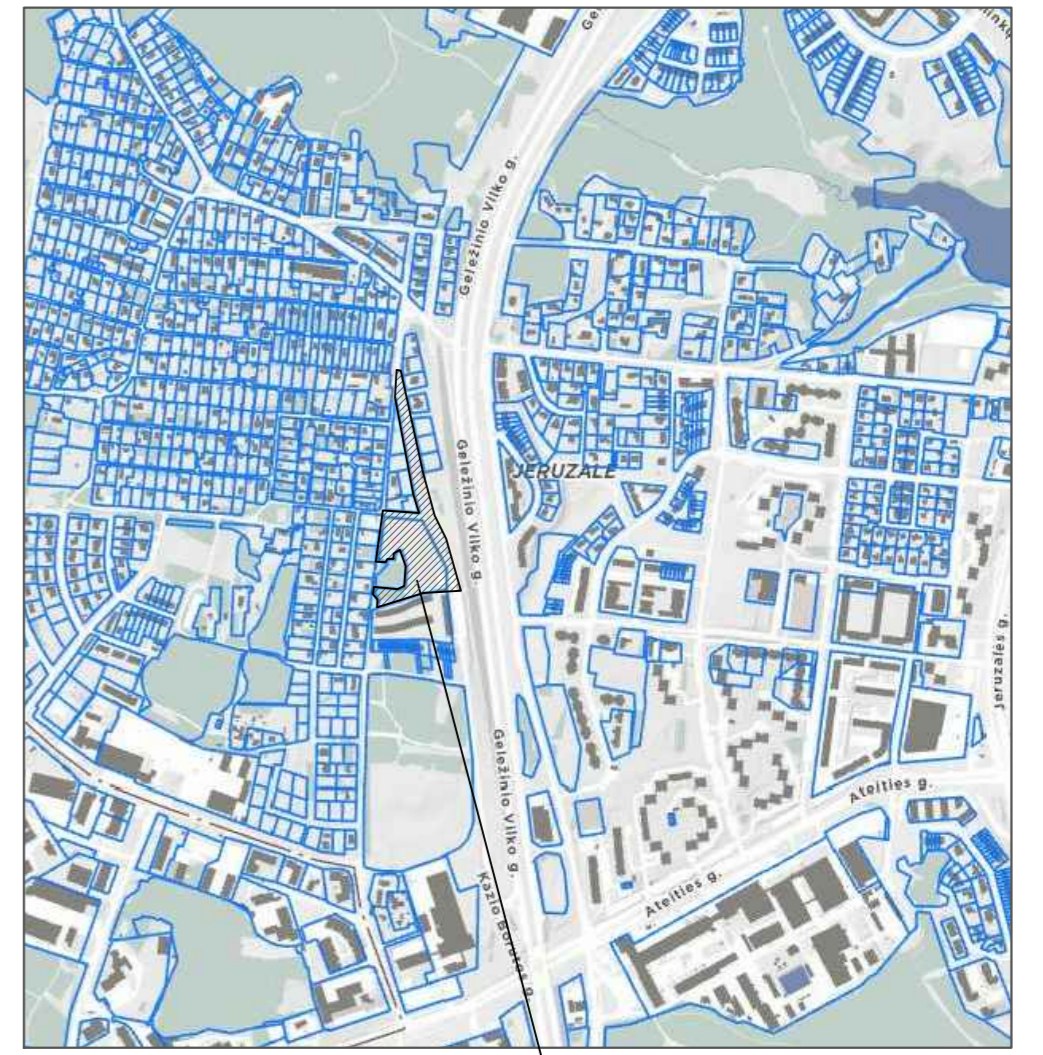 Geležinio Vilko g.
Geležinio Vilko g.
JERUZALĖ
Jeruzalės g.
Geležinio Vilko g.
Ateities g.
Ateities g.
Kazio Borutos g.